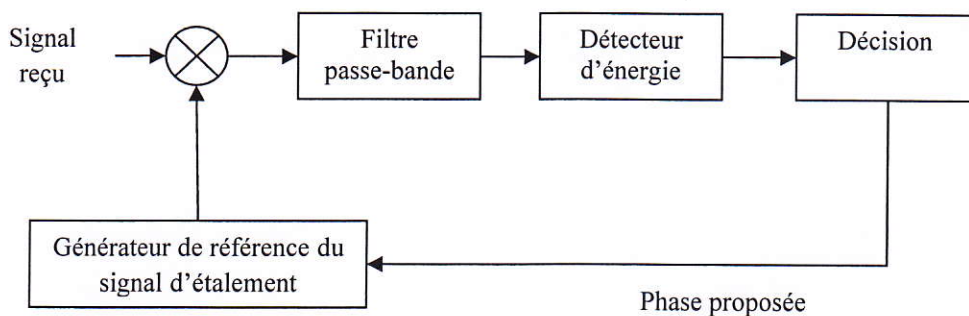 Signal
reçu
Filtre
passe-bande
Détecteur
d'énergie
Décision
Générateur de référence du
signal d'étalement
Phase proposée